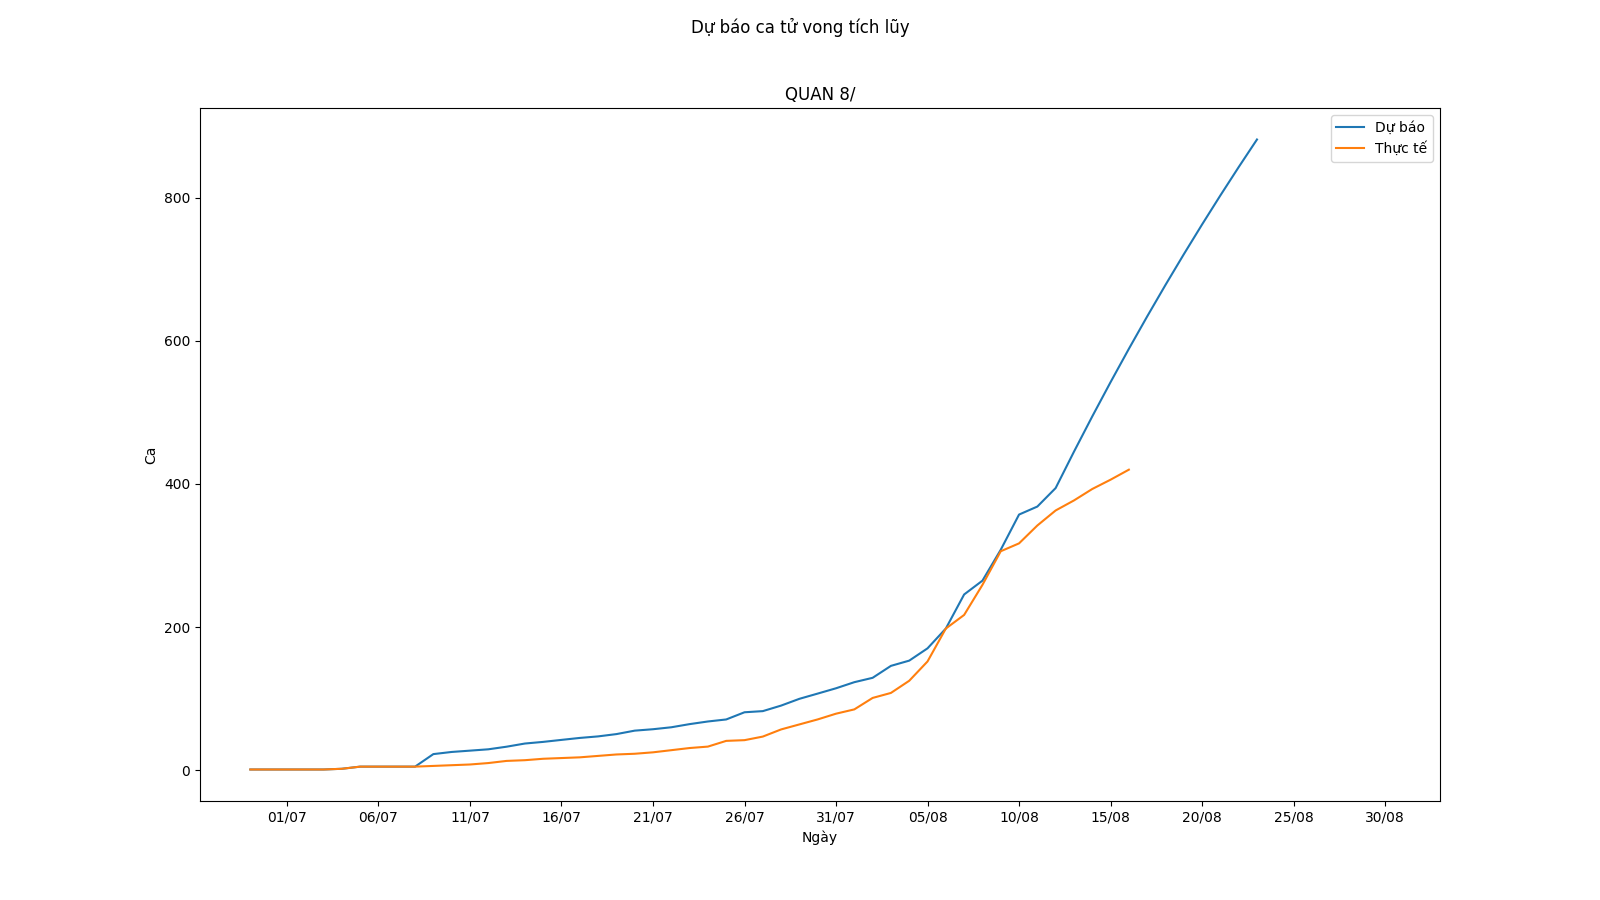 Dự báo ca tử vong tích lũy
QUAN 8/
Dự báo
Thực tế
800
600
400
200
0
Ca
01/07 06/07 11/07 16/07 21/07 26/07 31/07 05/08 10/08 15/08 20/08 25/08 30/08
Ngày